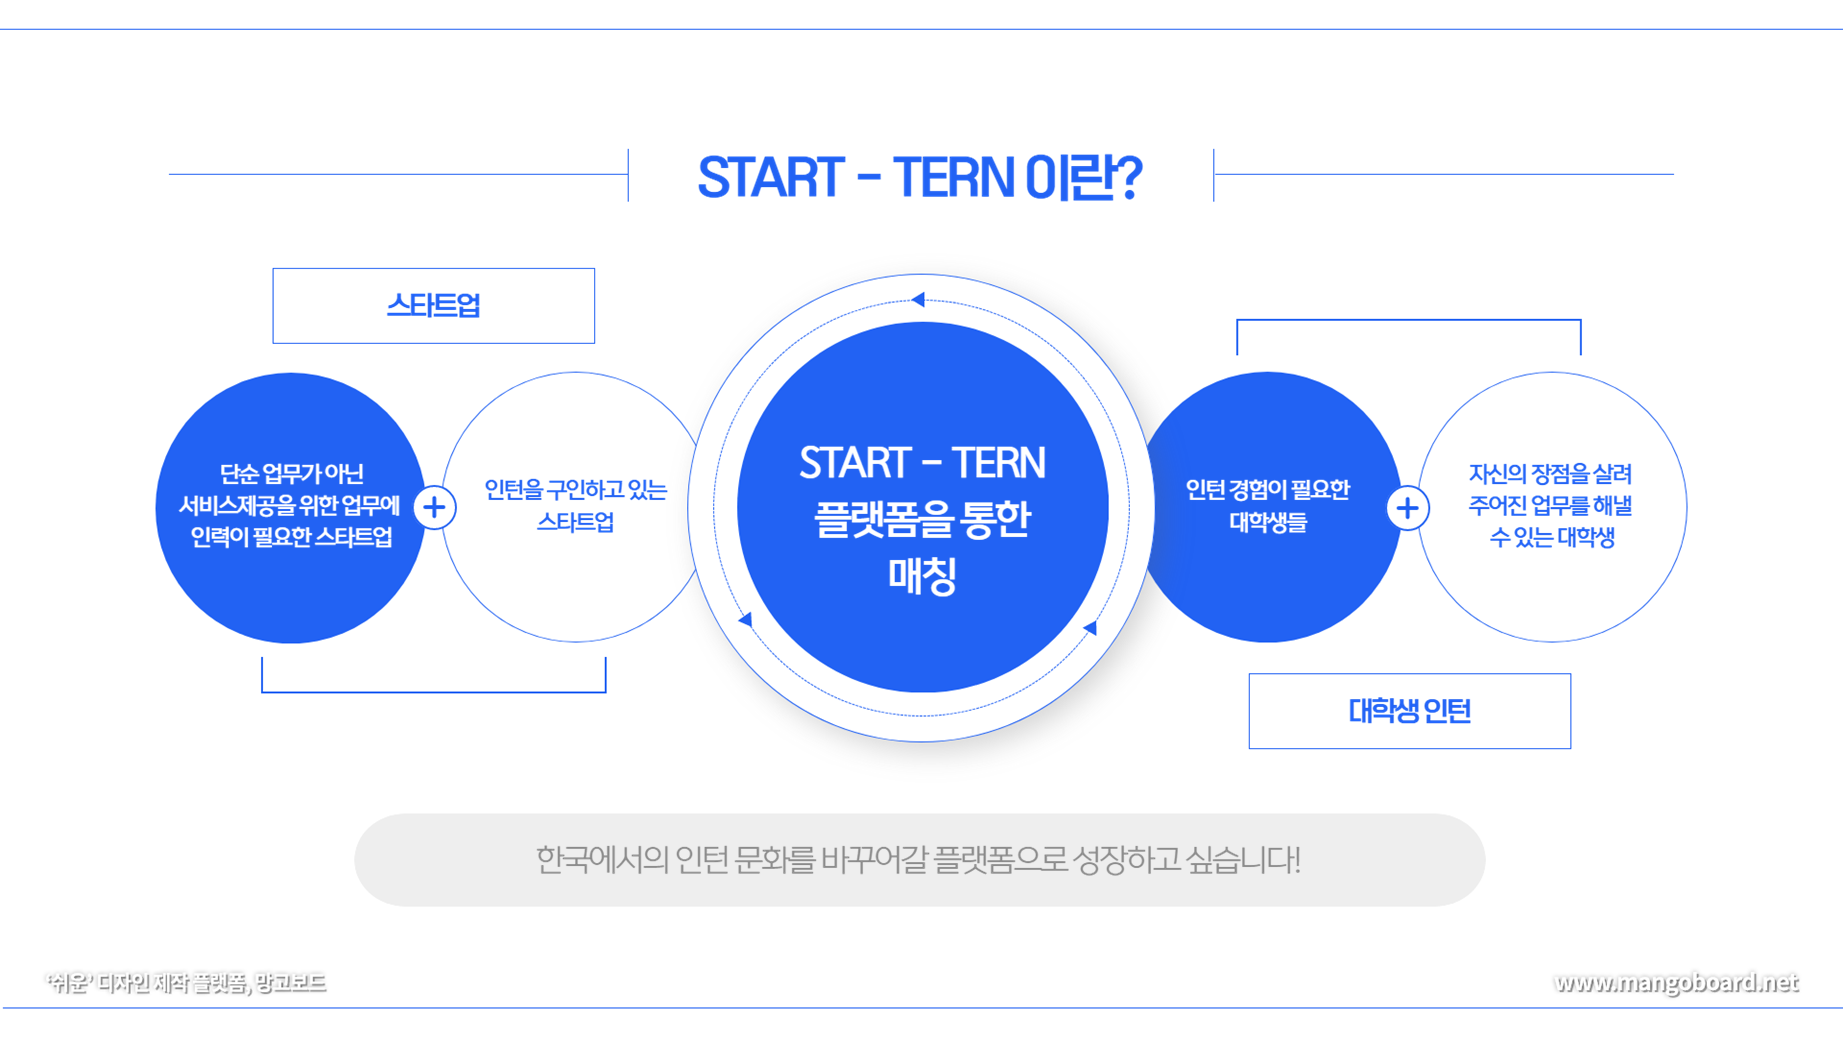 START - TERN 이란?
스타트업
단순 업무가 아닌
서비스제공을 위한 업무에
인력이 필요한 스타트업
인턴을 구인하고 있는
스타트업
START - TERN
플랫폼을 통한
매칭
인턴 경험이 필요한
대학생들
자신의 장점을 살려
주어진 업무를 해낼
수 있는 대학생
대학생 인턴
한국에서의 인턴 문화를 바꾸어갈 플랫폼으로 성장하고 싶습니다!
'쉬운' 디자인 제작 플랫폼, 망고보드
www.mangoboard.net